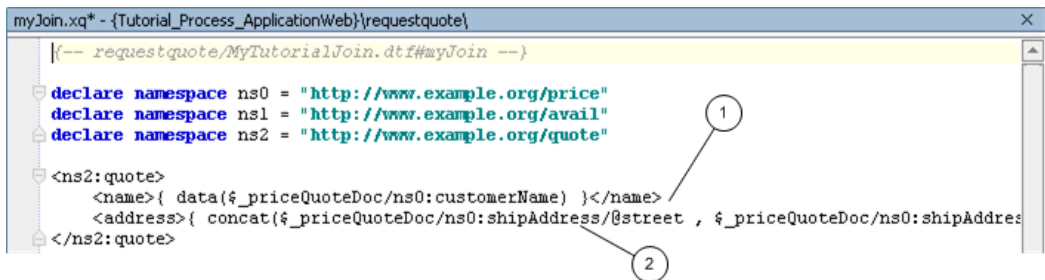 myJoin.xq* - {Tutorial_Process_ApplicationWeb}\requestquote\
{-- requestquote/MyTutorialJoin.dtf#myJoin --}
declare namespace ns0 = "http://www.example.org/price"
declare namespace ns1 = "http://www.example.org/avail"
declare namespace ns2 = "http://www.example.org/quote"
1
<ns2:quote>
<name>{ data($_priceQuoteDoc/ns0:customerName) }</name>
<address>{ concat($_priceQuoteDoc/ns0:shipAddress/@street , $_priceQuoteDoc/ns0:shipAddres
</ns2:quote>
2